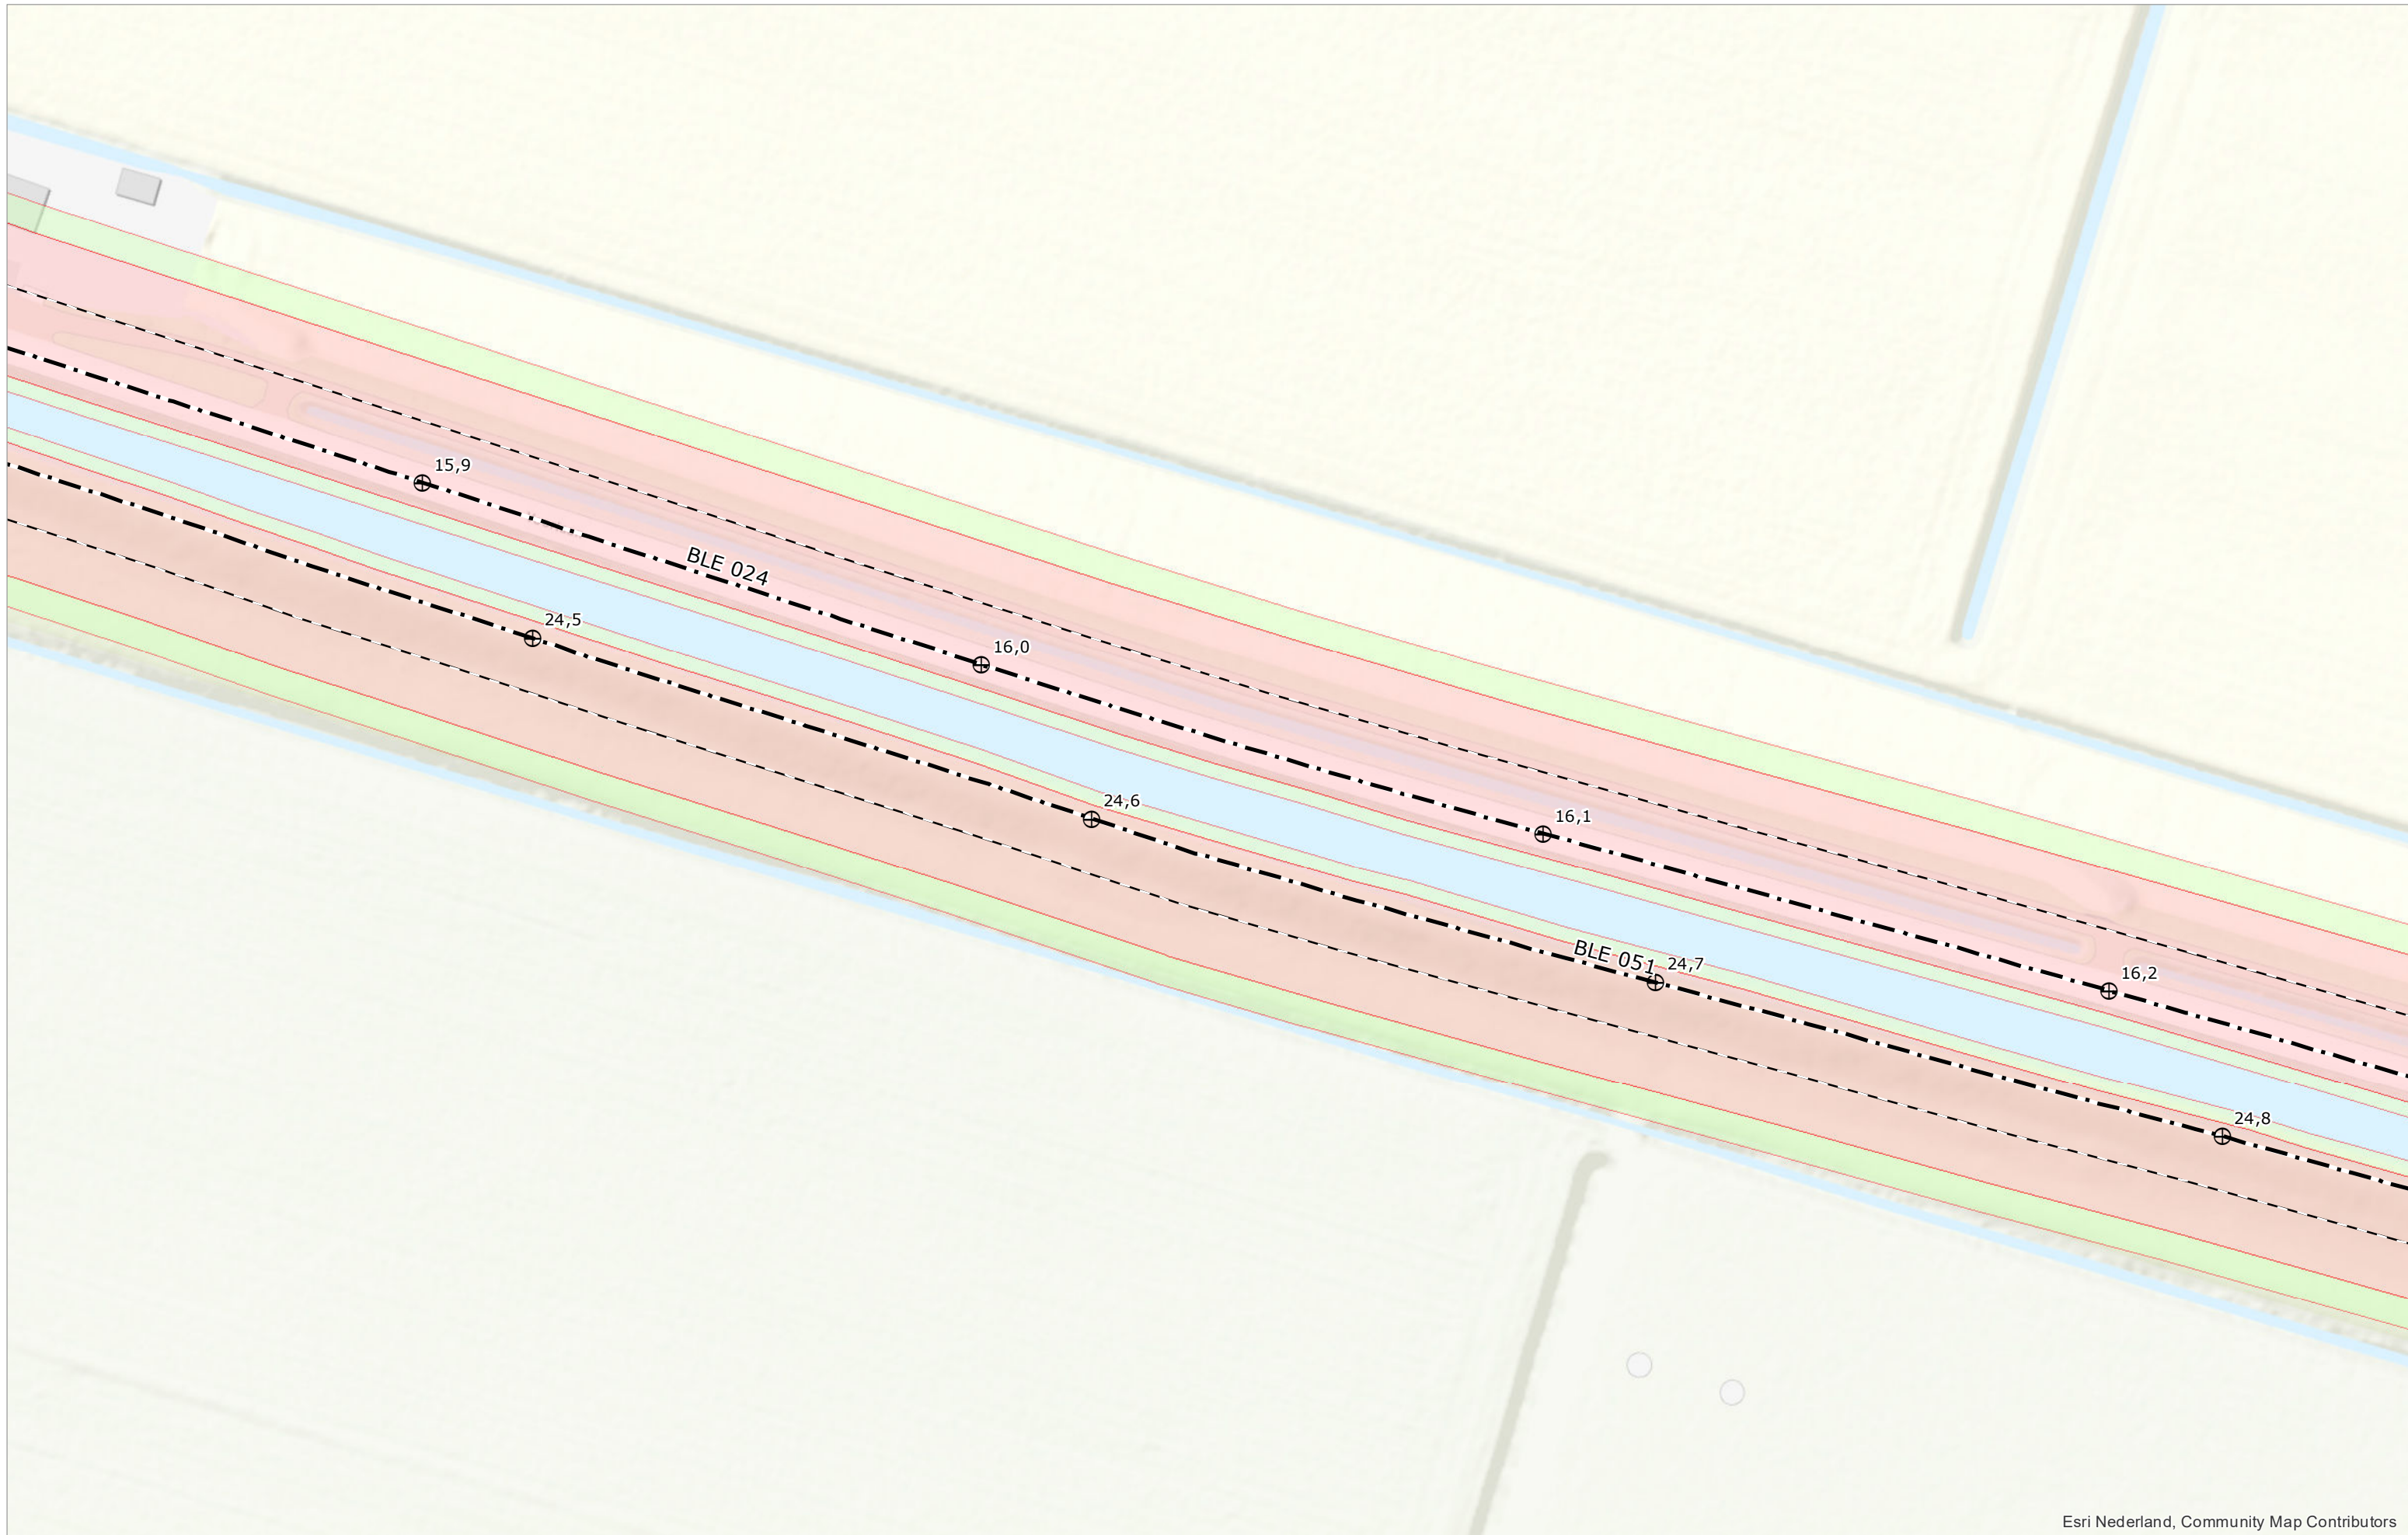 15,9
BLE 024
24,5
16,0
24,6
16,1
BLE 051
24,7
16,2
24,8
Esri Nederland, Community Map Contributors